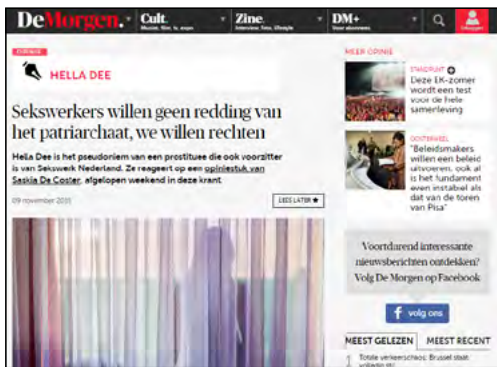 DeMorgen.
Cult.
Muziek, film, tv, expo
Zine.
Interview, foto, lifestyle
DM+
Voor abonnees
OPINIE
HELLA DEE
Sekswerkers willen geen redding van
het patriarchaat, we willen rechten
Hella Dee is het pseudoniem van een prostituee die ook voorzitter
is van Sekswerk Nederland. Ze reageert op een opiniestuk van
Saskia De Coster, afgelopen weekend in deze krant
09 november 2015
LEES LATER ★
MEER OPINIE
STANDPUNT
Deze EK-zomer
wordt een test
voor de hele
samenleving
"Beleidsmakers
willen een beleid
uitvoeren, ook al
is het fundament
even instabiel als
dat van de toren
van Pisa"
Voortdurend interessante
nieuwsberichten ontdekken?
Volg De Morgen op Facebook
f volg ons
MEEST GELEZEN
MEEST RECENT
1 Totale verkeerschaos: Brussel staat